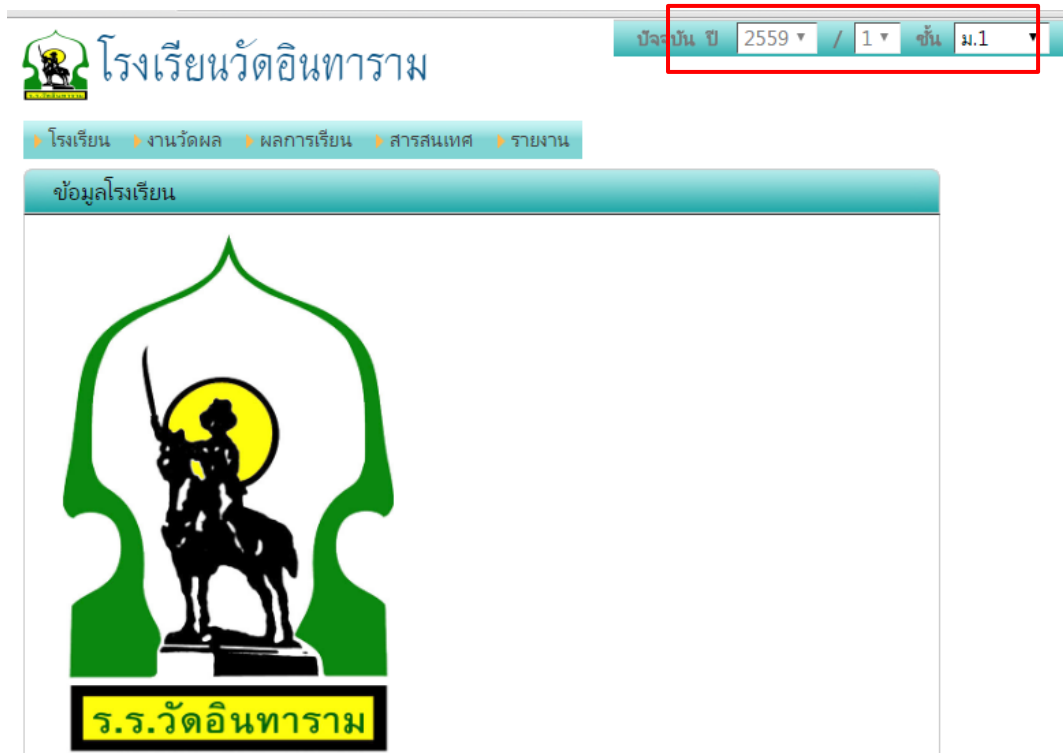 โรงเรียนวัดอินทาราม
ปัจจุบัน ปี 2559 / 1 ชั้น ม.1
โรงเรียน งานวัดผล ผลการเรียน สารสนเทศ รายงาน
ข้อมูลโรงเรียน
ร.ร.วัดอินทาราม